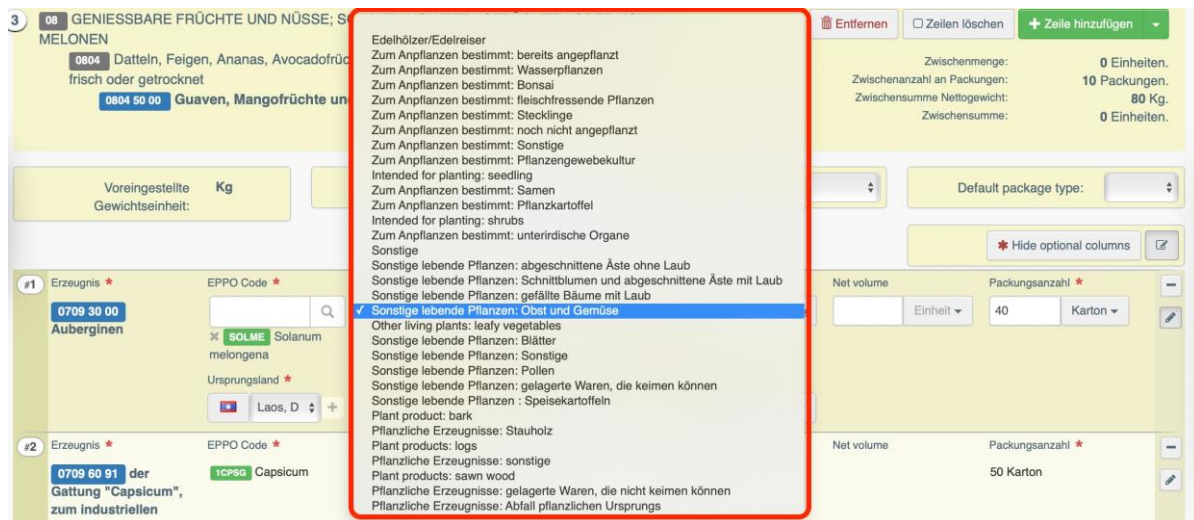 3 08 GENIESSBARE FRÜCHTE UND NÜSSE;
MELONEN
0804 Datteln, Feigen, Ananas, Avocadofrüc
frisch oder getrocknet
0804 50 00 Guaven, Mangofrüchte un
Entfernen
Zeilen löschen
Zeile hinzufügen
Zwischenmenge: 0 Einheiten.
Zwischenanzahl an Packungen: 10 Packungen.
Zwischensumme Nettogewicht: 80 Kg.
Zwischensumme: 0 Einheiten.
Voreingestellte Kg
Gewichtseinheit:
Default package type:
Hide optional columns
Edelhölzer/Edelreiser
Zum Anpflanzen bestimmt: bereits angepflanzt
Zum Anpflanzen bestimmt: Wasserpflanzen
Zum Anpflanzen bestimmt: Bonsai
Zum Anpflanzen bestimmt: fleischfressende Pflanzen
Zum Anpflanzen bestimmt: Stecklinge
Zum Anpflanzen bestimmt: noch nicht angepflanzt
Zum Anpflanzen bestimmt: Sonstige
Zum Anpflanzen bestimmt: Pflanzengewebekultur
Intended for planting: seedling
Zum Anpflanzen bestimmt: Samen
Zum Anpflanzen bestimmt: Pflanzkartoffel
Intended for planting: shrubs
Zum Anpflanzen bestimmt: unterirdische Organe
Sonstige
Sonstige lebende Pflanzen: abgeschnittene Äste ohne Laub
Sonstige lebende Pflanzen: Schnittblumen und abgeschnittene Äste mit Laub
Sonstige lebende Pflanzen: gefällte Bäume mit Laub
✓ Sonstige lebende Pflanzen: Obst und Gemüse
Other living plants: leafy vegetables
Sonstige lebende Pflanzen: Blätter
Sonstige lebende Pflanzen: Sonstige
Sonstige lebende Pflanzen: Pollen
Sonstige lebende Pflanzen: gelagerte Waren, die keimen können
Sonstige lebende Pflanzen : Speisekartoffeln
Plant product: bark
Pflanzliche Erzeugnisse: Stauholz
Plant products: logs
Pflanzliche Erzeugnisse: sonstige
Plant products: sawn wood
Pflanzliche Erzeugnisse: gelagerte Waren, die nicht keimen können
Pflanzliche Erzeugnisse: Abfall pflanzlichen Ursprungs
#1 Erzeugnis * EPPO Code * Net volume Packungsanzahl *
0709 30 00
Auberginen
Einheit 40 Karton
SOLME Solanum
melongena
Ursprungsland *
Laos, D
#2 Erzeugnis * EPPO Code * Net volume Packungsanzahl *
0709 60 91 der
Gattung "Capsicum",
zum industriellen
1CPSG Capsicum
50 Karton